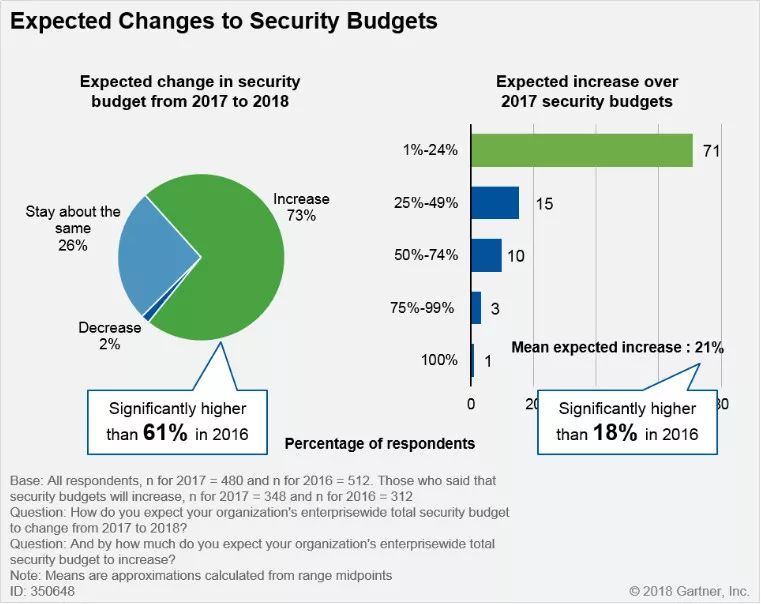 Expected Changes to Security Budgets
Expected change in security
budget from 2017 to 2018
Increase
73%
Stay about the
same
26%
Decrease
2%
Significantly higher
than 61% in 2016
Expected increase over
2017 security budgets
1%-24%
71
25%-49%
15
50%-74%
10
75%-99%
3
100%
1
Mean expected increase : 21%
0
Significantly higher
than 18% in 2016
Percentage of respondents
Base: All respondents, n for 2017 = 480 and n for 2016 = 512. Those who said that
security budgets will increase, n for 2017 = 348 and n for 2016 = 312
Question: How do you expect your organization's enterprisewide total security budget
to change from 2017 to 2018?
Question: And by how much do you expect your organization's enterprisewide total
security budget to increase?
Note: Means are approximations calculated from range midpoints
ID: 350648
© 2018 Gartner, Inc.